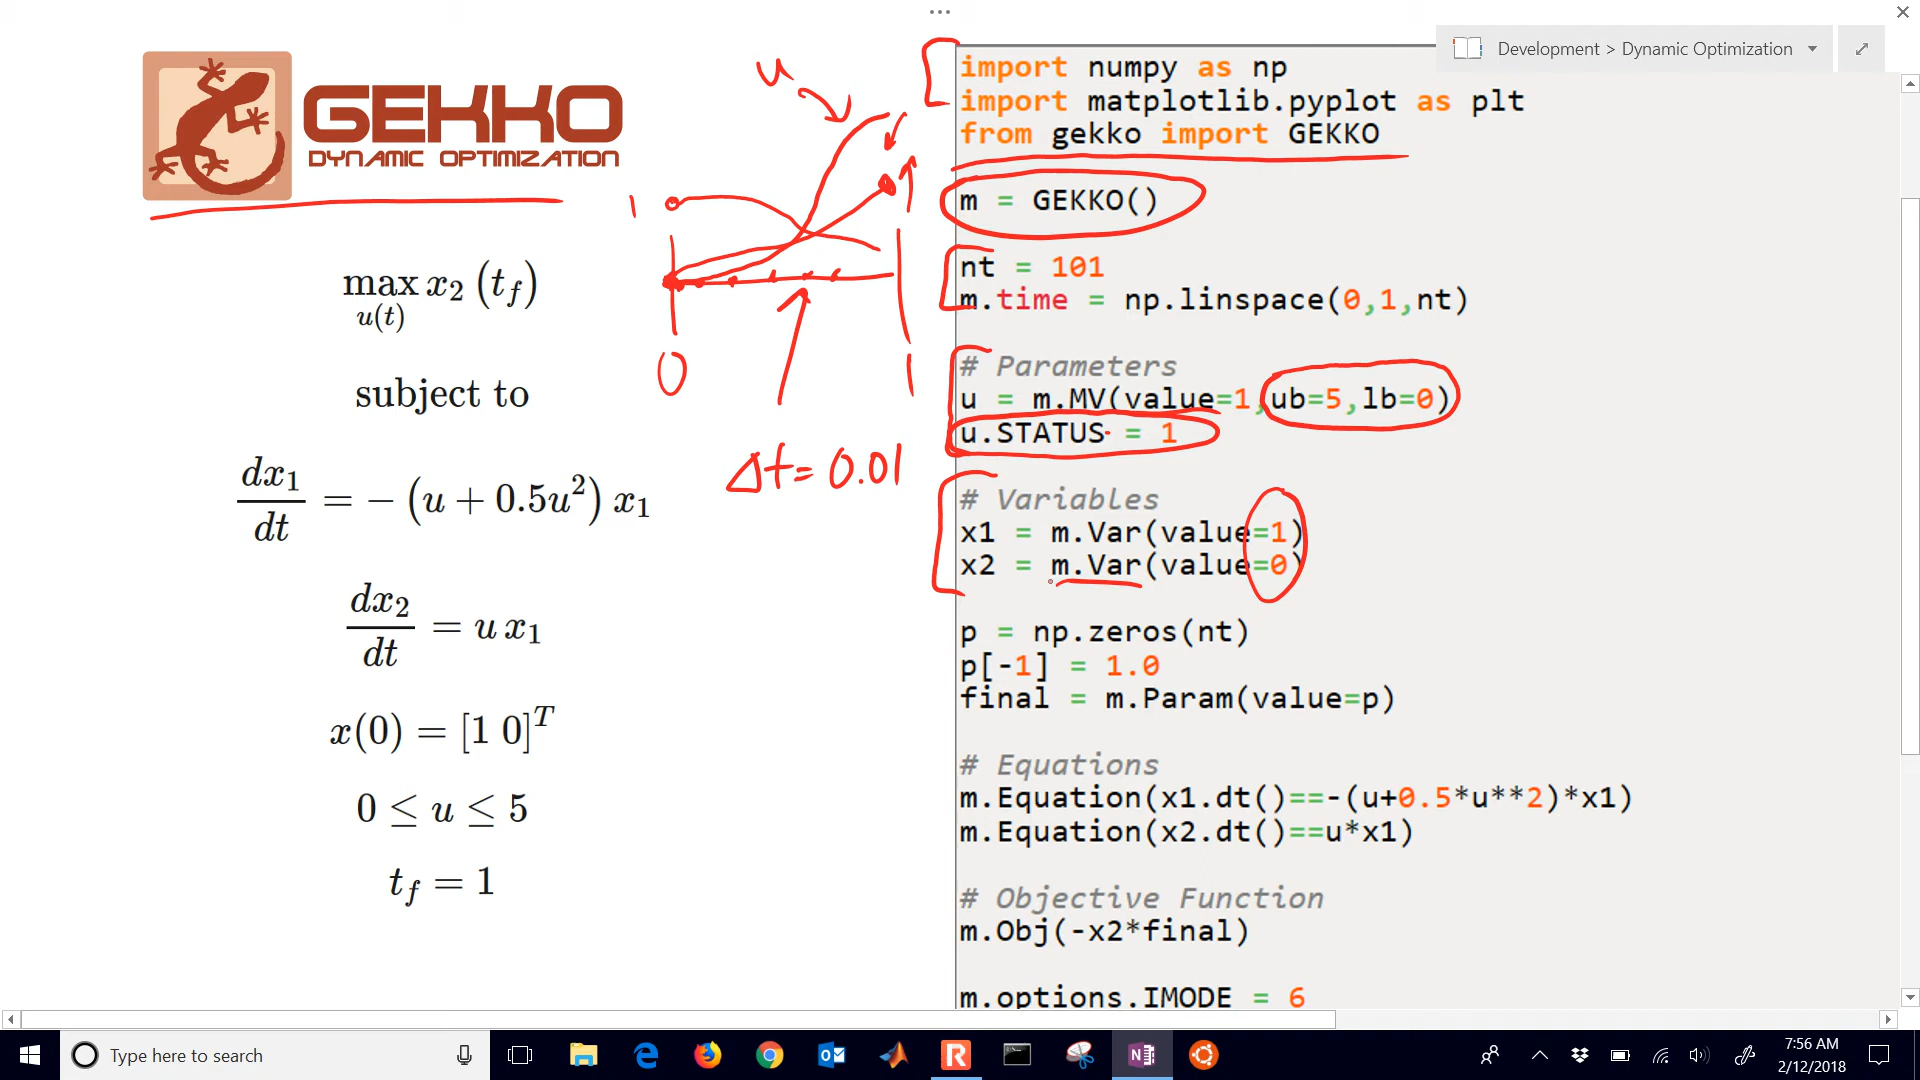 Development > Dynamic Optimization
GEKKO
DYNAMIC OPTIMIZATION
max x₂ (t_f)
u(t)
subject to
dx₁/dt = −(u + 0.5u²) x₁
dx₂/dt = u x₁
x(0) = [1 0]ᵀ
0 ≤ u ≤ 5
t_f = 1
u
1
0
1
Δt = 0.01
import numpy as np
import matplotlib.pyplot as plt
from gekko import GEKKO
m = GEKKO()
nt = 101
m.time = np.linspace(0,1,nt)
# Parameters
u = m.MV(value=1,ub=5,lb=0)
u.STATUS = 1
# Variables
x1 = m.Var(value=1)
x2 = m.Var(value=0)
p = np.zeros(nt)
p[-1] = 1.0
final = m.Param(value=p)
# Equations
m.Equation(x1.dt()==-(u+0.5*u**2)*x1)
m.Equation(x2.dt()==u*x1)
# Objective Function
m.Obj(-x2*final)
m.options.IMODE = 6
Type here to search
7:56 AM
2/12/2018